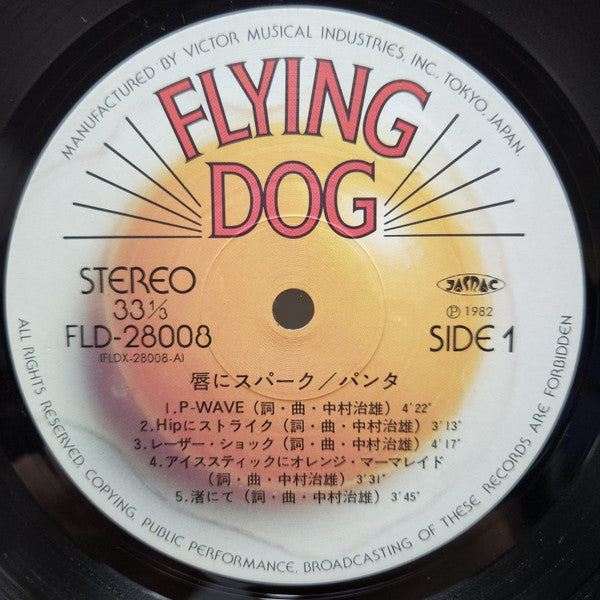 MANUFACTURED BY VICTOR MUSICAL INDUSTRIES, INC., TOKYO, JAPAN.
FLYING
DOG
STEREO
33⅓
FLD-28008
(FLDX-28008-A)
JASRAC
Ⓟ 1982
SIDE 1
唇にスパーク/パンタ
1.P-WAVE(詞・曲・中村治雄)4'22"
2.Hipにストライク(詞・曲・中村治雄)3'13"
3.レーザー・ショック(詞・曲・中村治雄)4'17"
4.アイススティックにオレンジ・マーマレイド
(詞・曲・中村治雄)3'31"
5.渚にて(詞・曲・中村治雄)3'45"
ALL RIGHTS RESERVED. COPYING, PUBLIC PERFORMANCE, BROADCASTING OF THESE RECORDS ARE FORBIDDEN